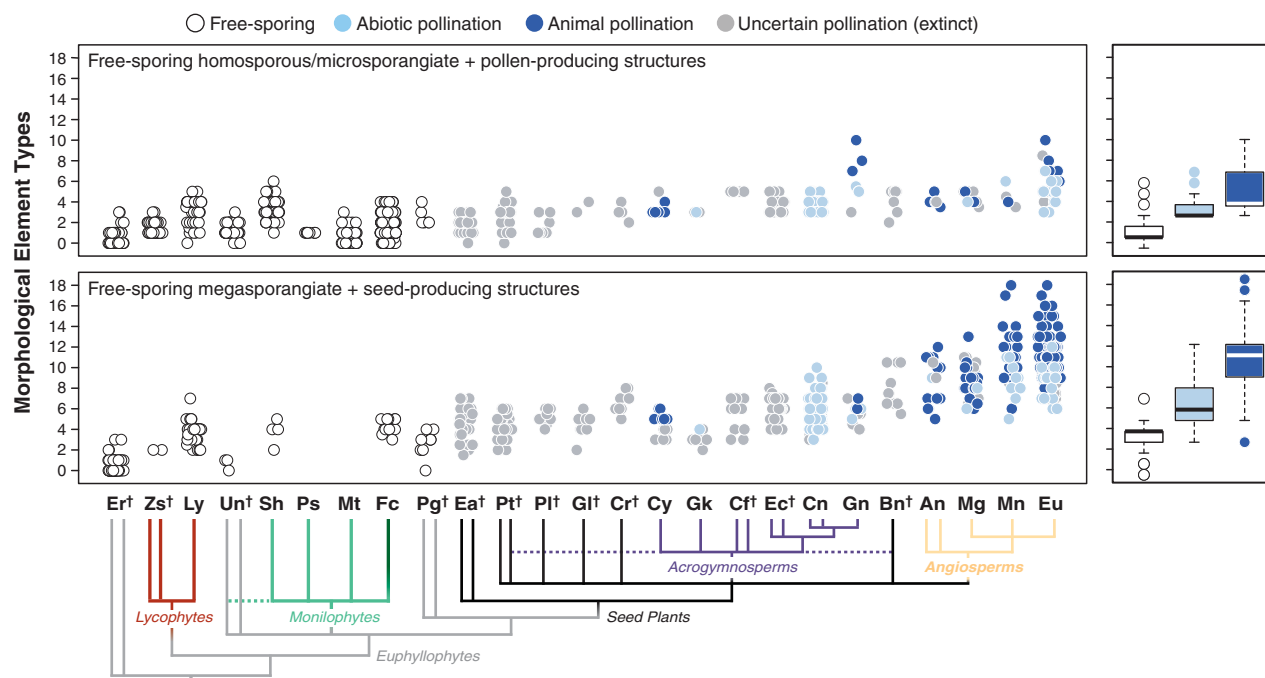 Free-sporing Abiotic pollination Animal pollination Uncertain pollination (extinct)
Morphological Element Types
Free-sporing homosporous/microsporangiate + pollen-producing structures
18
16
14
12
10
8
6
4
2
0
Free-sporing megasporangiate + seed-producing structures
18
16
14
12
10
8
6
4
2
0
Er† Zs† Ly Un† Sh Ps Mt Fc Pg† Ea† Pt† Pl† Gl† Cr† Cy Gk Cf† Ec† Cn Gn Bn† An Mg Mn Eu
Acrogymnosperms Angiosperms
Lycophytes Monilophytes Seed Plants
Euphyllophytes